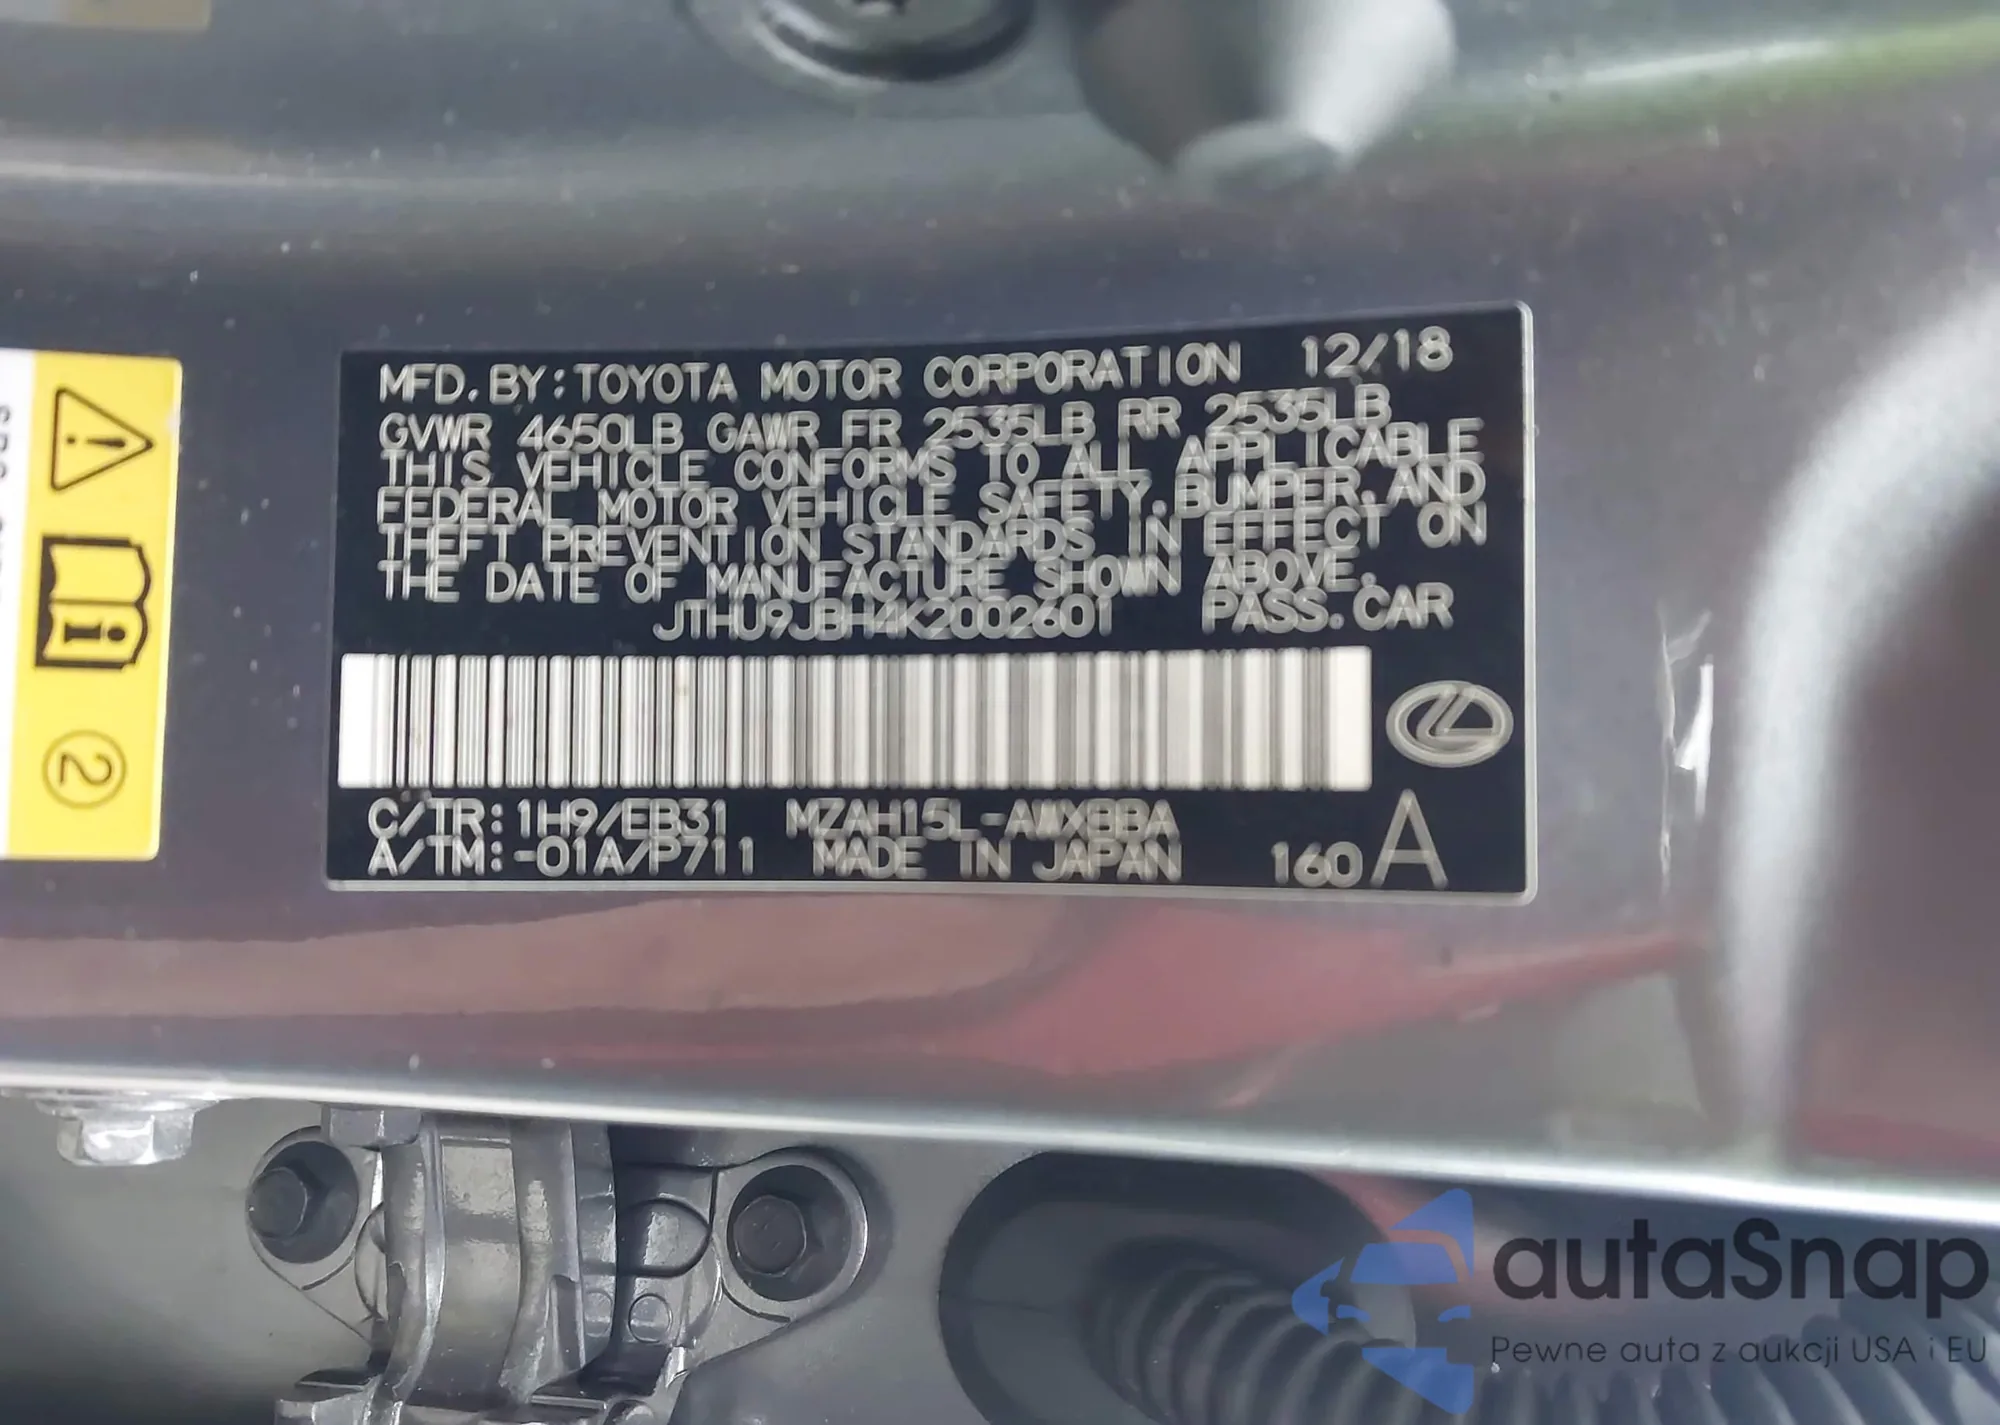 MFD. BY: TOYOTA MOTOR CORPORATION 12/18
GVWR 4650LB GAWR FR 2535LB RR 2535LB
THIS VEHICLE CONFORMS TO ALL APPLICABLE
FEDERAL MOTOR VEHICLE SAFETY, BUMPER, AND
THEFT PREVENTION STANDARDS IN EFFECT ON
THE DATE OF MANUFACTURE SHOWN ABOVE.
JTHU9JBH4K2002601 PASS. CAR
C/TR: 1H9/EB31 MZAH15L-AWXBBA
A/TM: -01A/P711 MADE IN JAPAN 160 A
2
autaSnap
Pewne auta z aukcji USA i EU